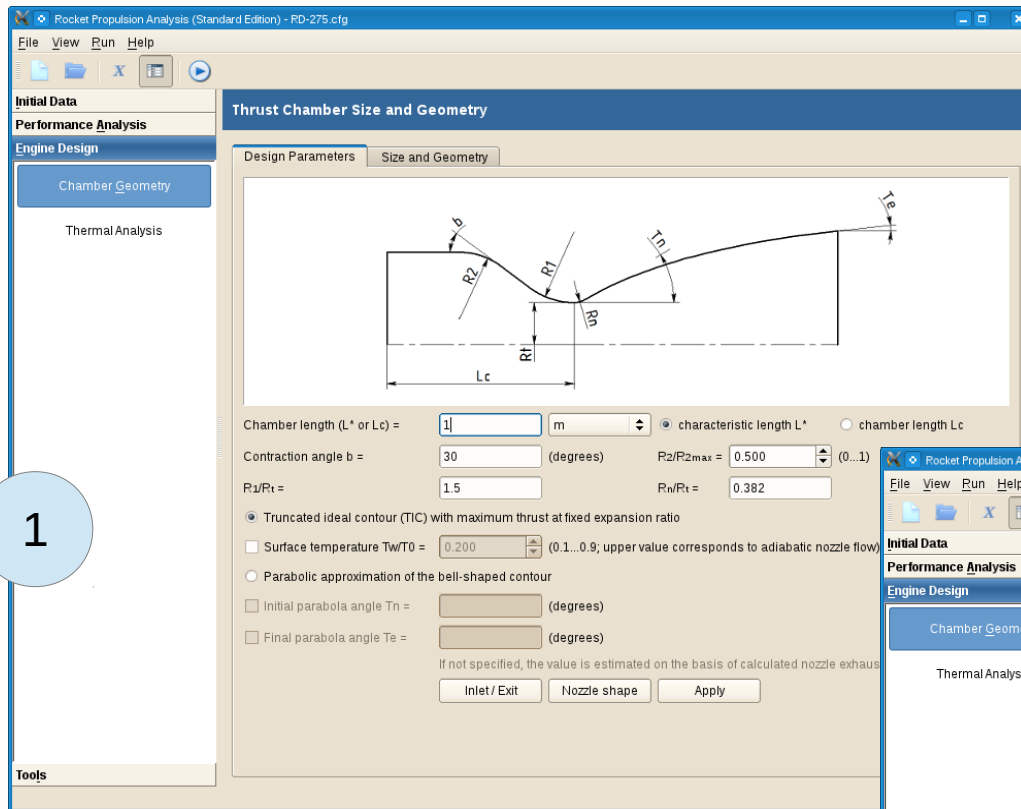 Rocket Propulsion Analysis (Standard Edition) - RD-275.cfg
File View Run Help
X
Initial Data
Performance Analysis
Engine Design
Chamber Geometry
Thermal Analysis
Tools
Thrust Chamber Size and Geometry
Design Parameters Size and Geometry
b
R2
R1
Rn
Tn
Te
Rt
Lc
Chamber length (L* or Lc) = 1 m characteristic length L* chamber length Lc
Contraction angle b = 30 (degrees) R2/R2max = 0.500 (0...1)
R1/Rt = 1.5 Rn/Rt = 0.382
Truncated ideal contour (TIC) with maximum thrust at fixed expansion ratio
Surface temperature Tw/T0 = 0.200 (0.1...0.9; upper value corresponds to adiabatic nozzle flow)
Parabolic approximation of the bell-shaped contour
Initial parabola angle Tn = (degrees)
Final parabola angle Te = (degrees)
If not specified, the value is estimated on the basis of calculated nozzle exhaus
Inlet / Exit Nozzle shape Apply
1
Rocket Propulsion A
File View Run Help
X
Initial Data
Performance Analysis
Engine Design
Chamber Geom
Thermal Analys